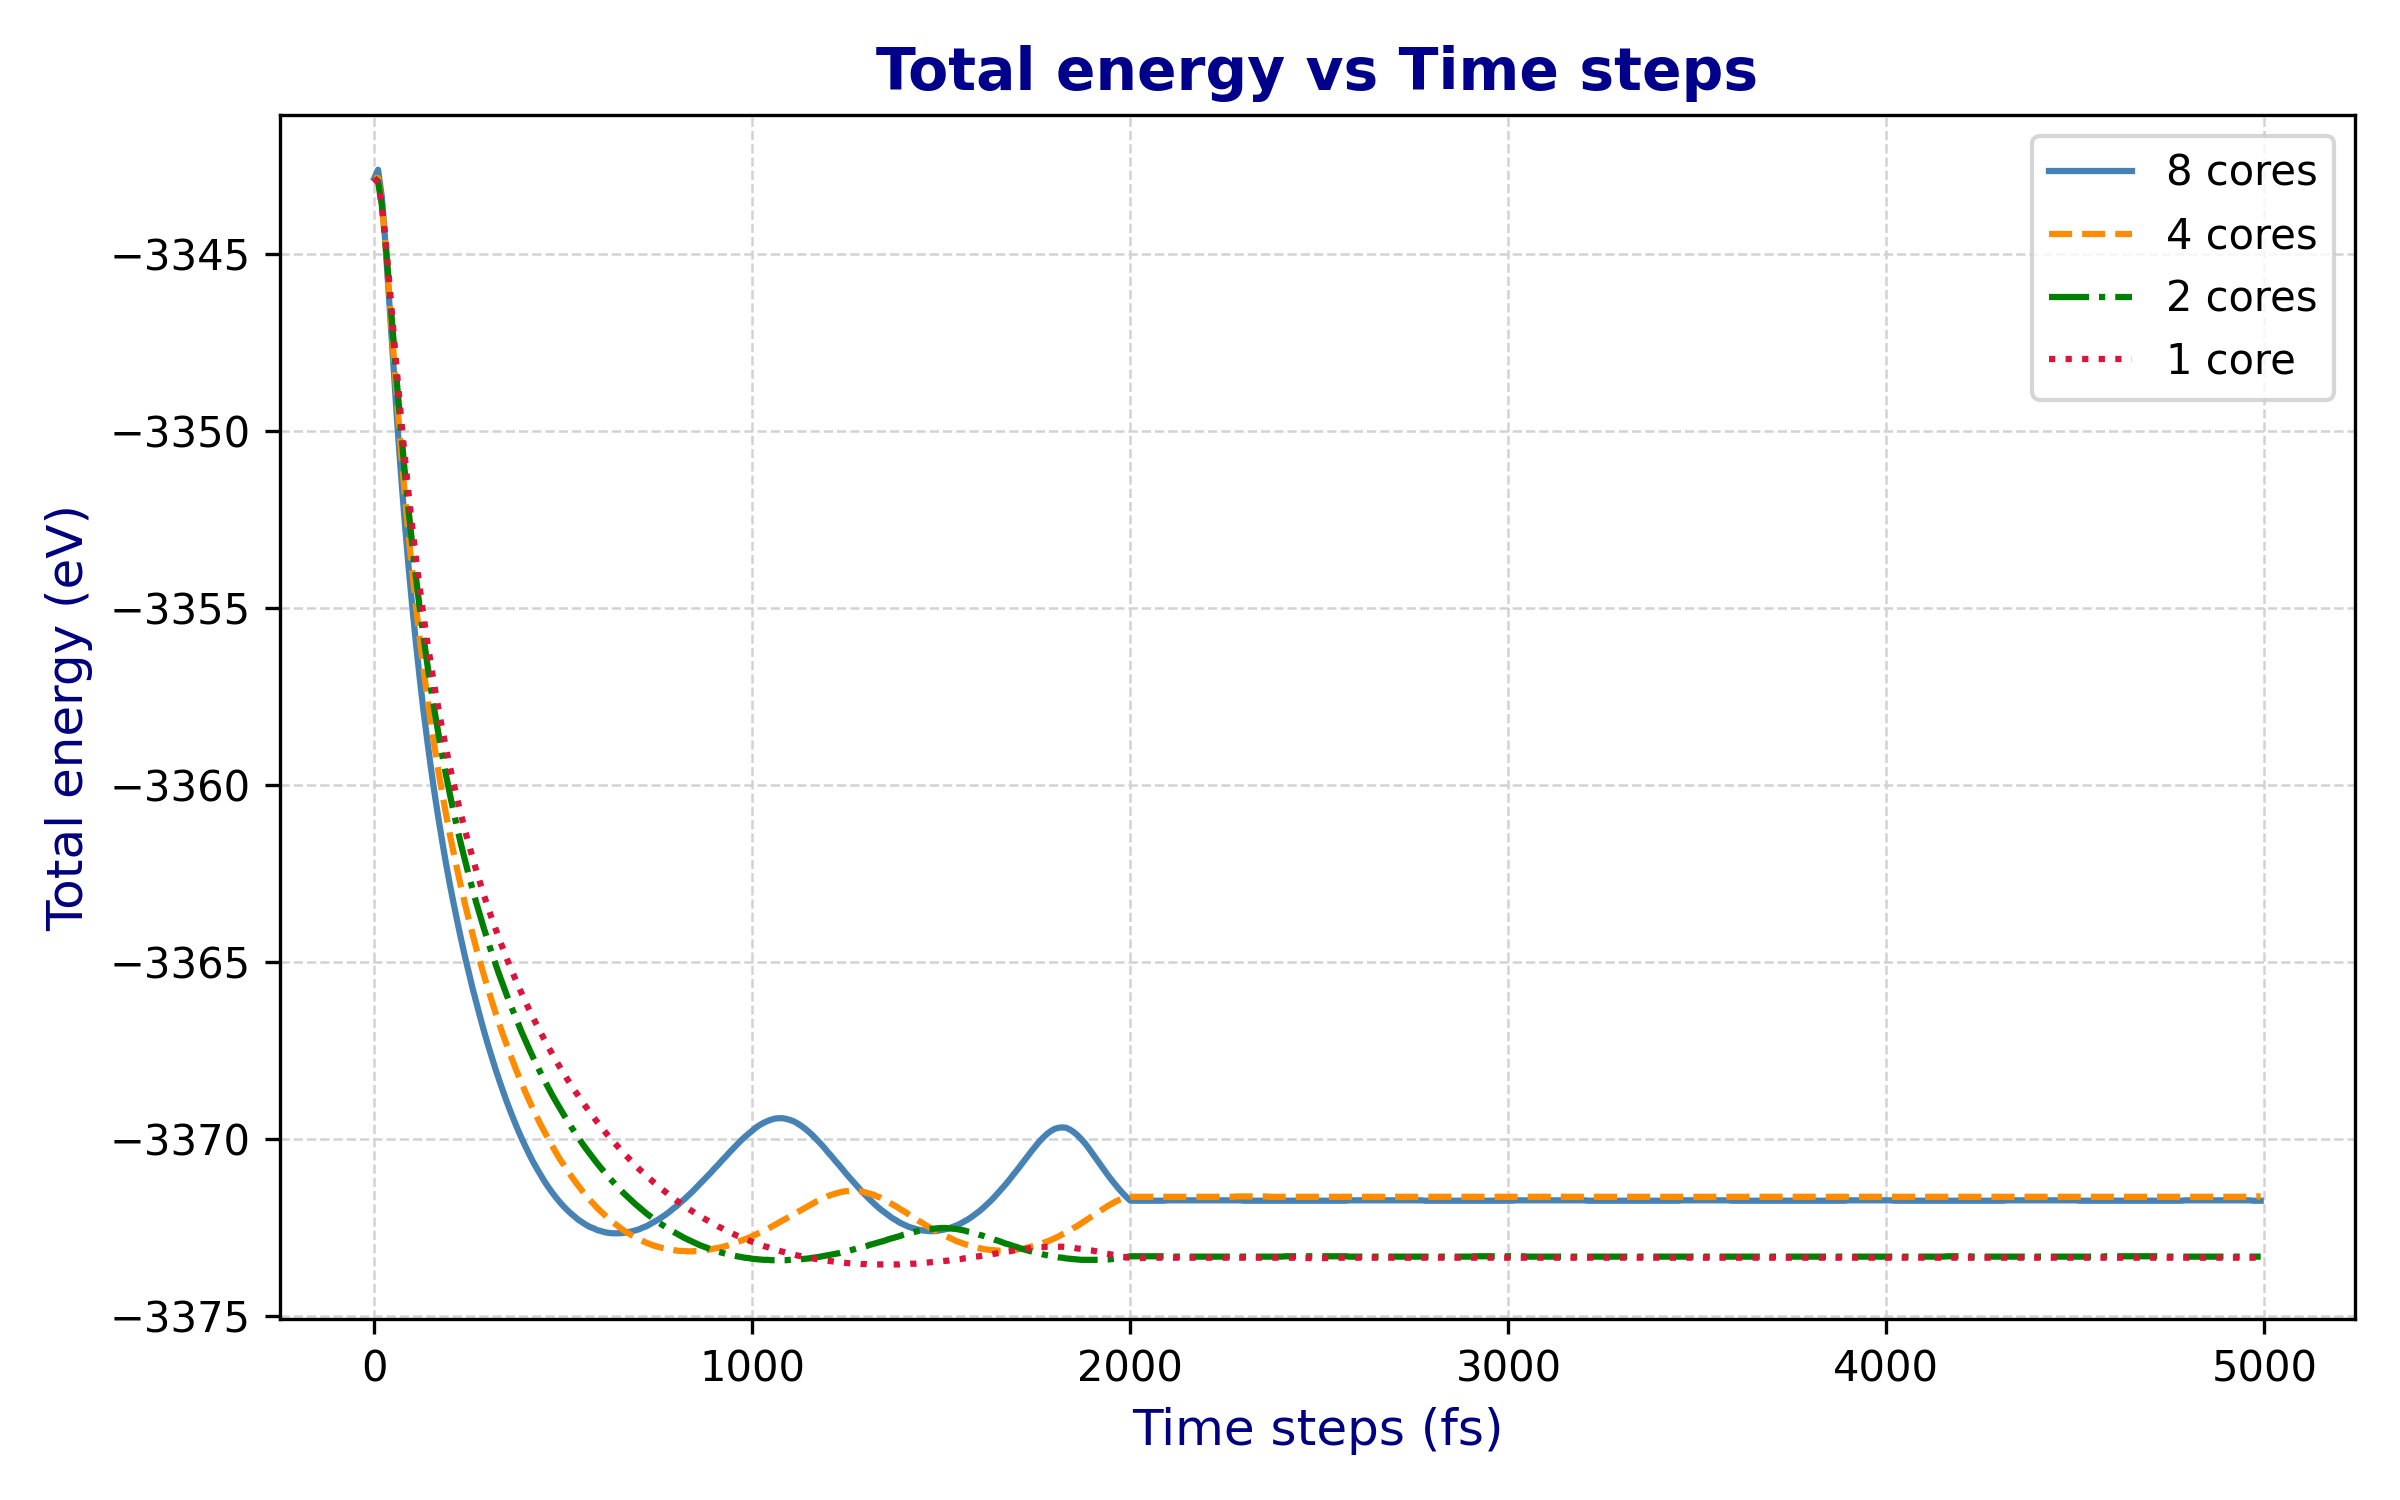 Total energy vs Time steps
8 cores
4 cores
2 cores
1 core
Total energy (eV)
−3345
−3350
−3355
−3360
−3365
−3370
−3375
0 1000 2000 3000 4000 5000
Time steps (fs)